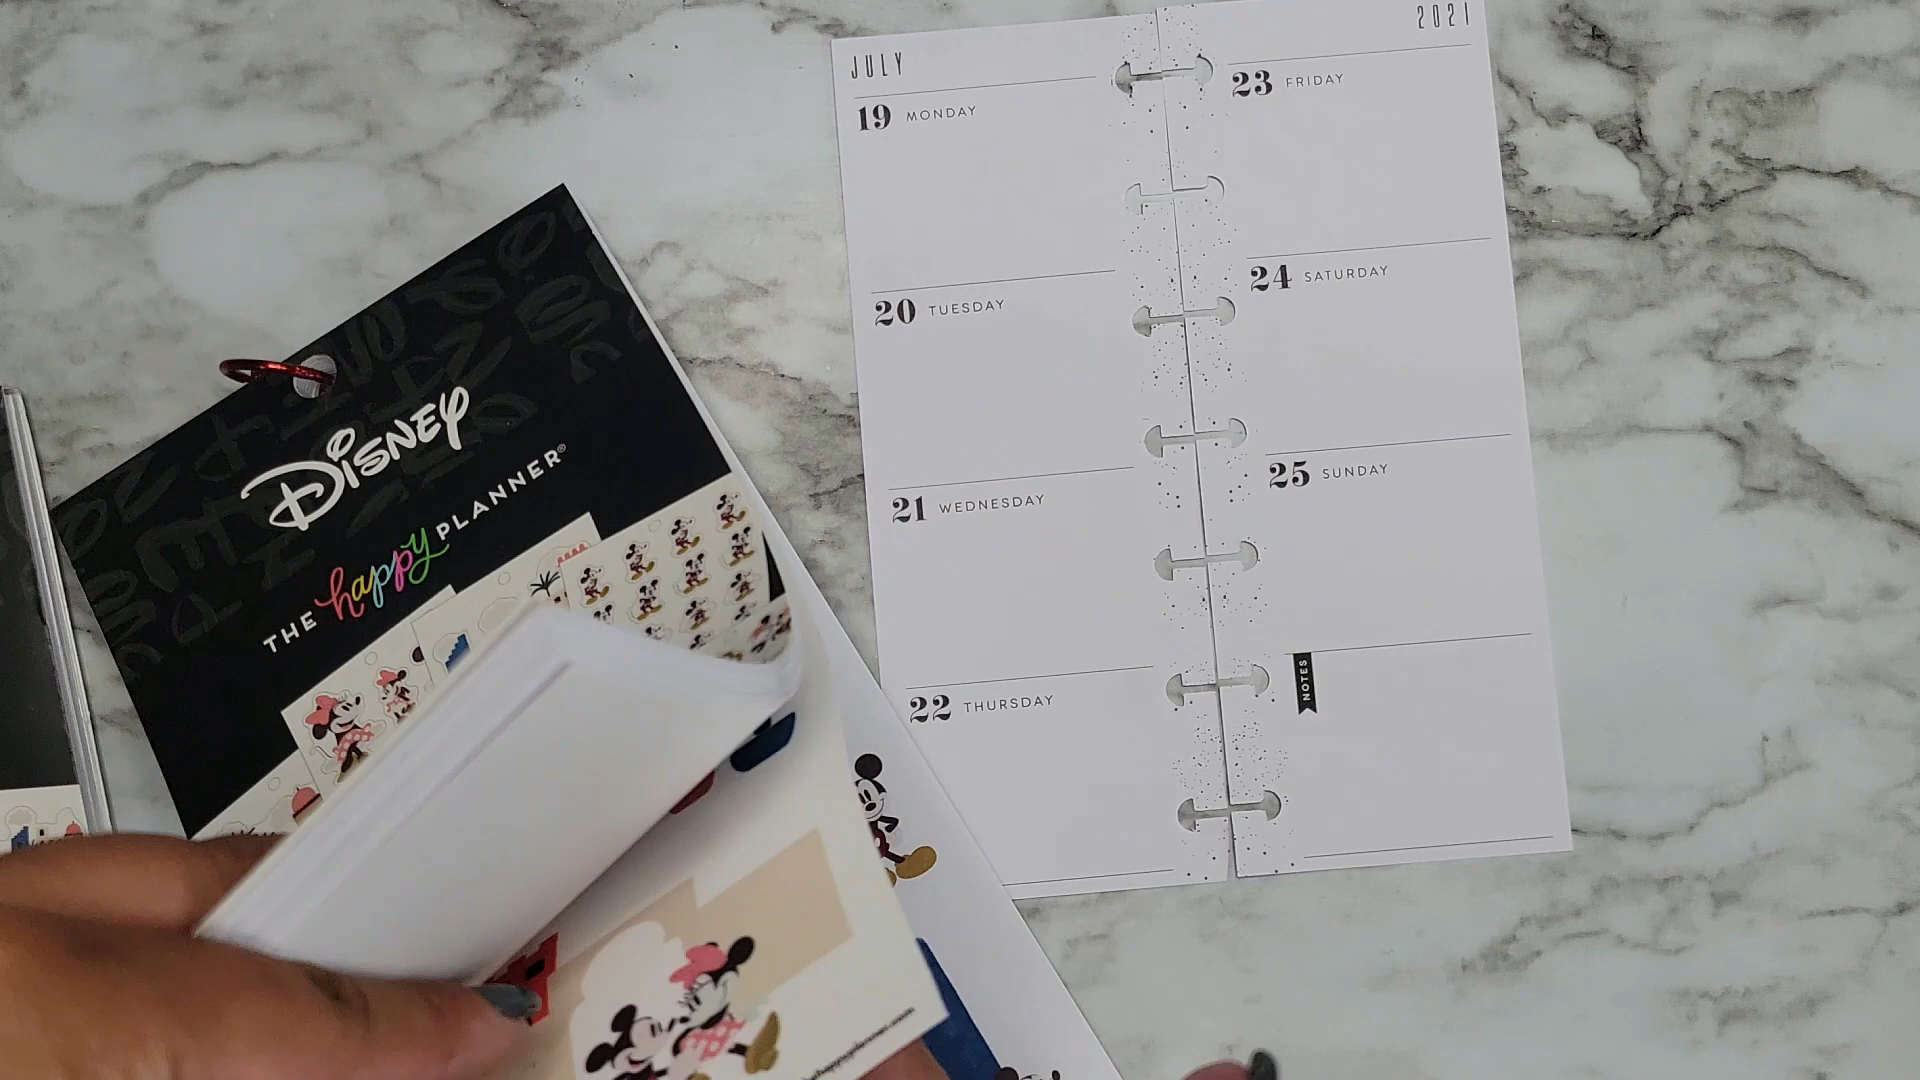 JULY
19 MONDAY
20 TUESDAY
21 WEDNESDAY
22 THURSDAY
2021
23 FRIDAY
24 SATURDAY
25 SUNDAY
NOTES
DISNEY
THE happy PLANNER®